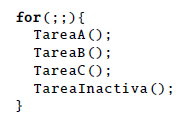 for(;;){
TareaA();
TareaB();
TareaC();
TareaInactiva();
}